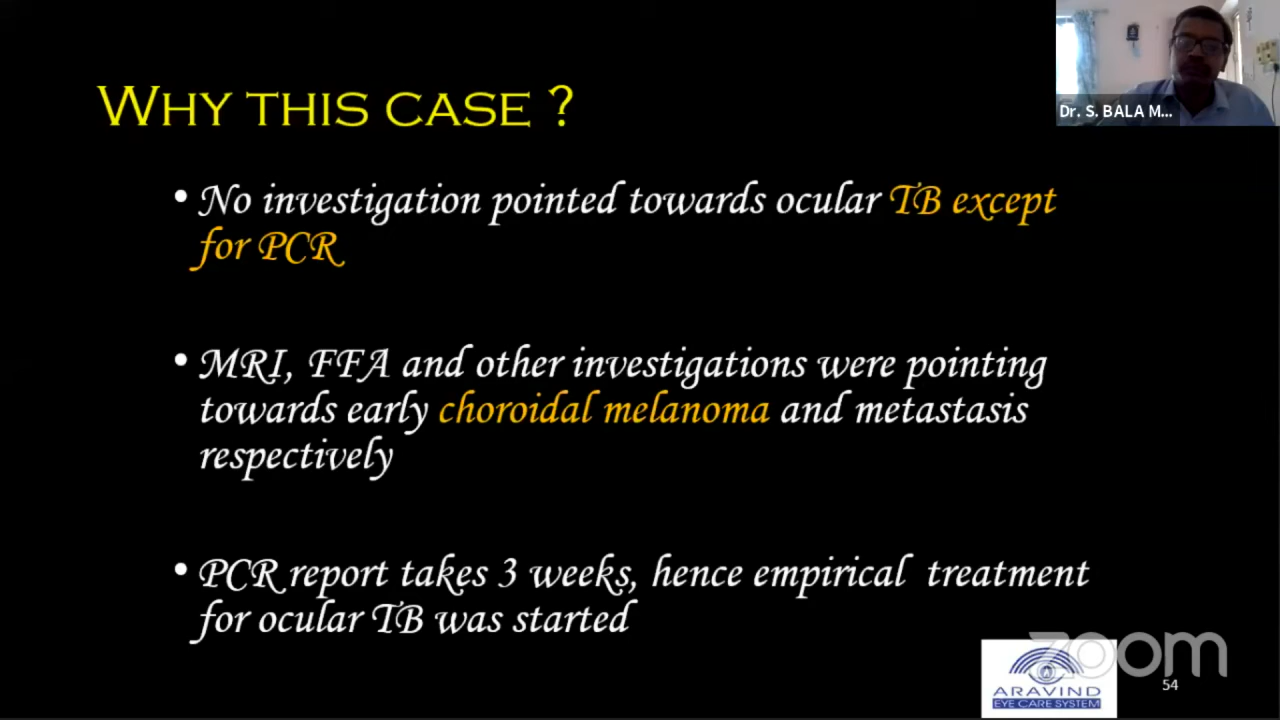 WHY THIS CASE ?
Dr. S. BALA M...
• No investigation pointed towards ocular TB except
for PCR
• MRI, FFA and other investigations were pointing
towards early choroidal melanoma and metastasis
respectively
• PCR report takes 3 weeks, hence empirical treatment
for ocular TB was started
zoom
ARAVIND
EYE CARE SYSTEM
54